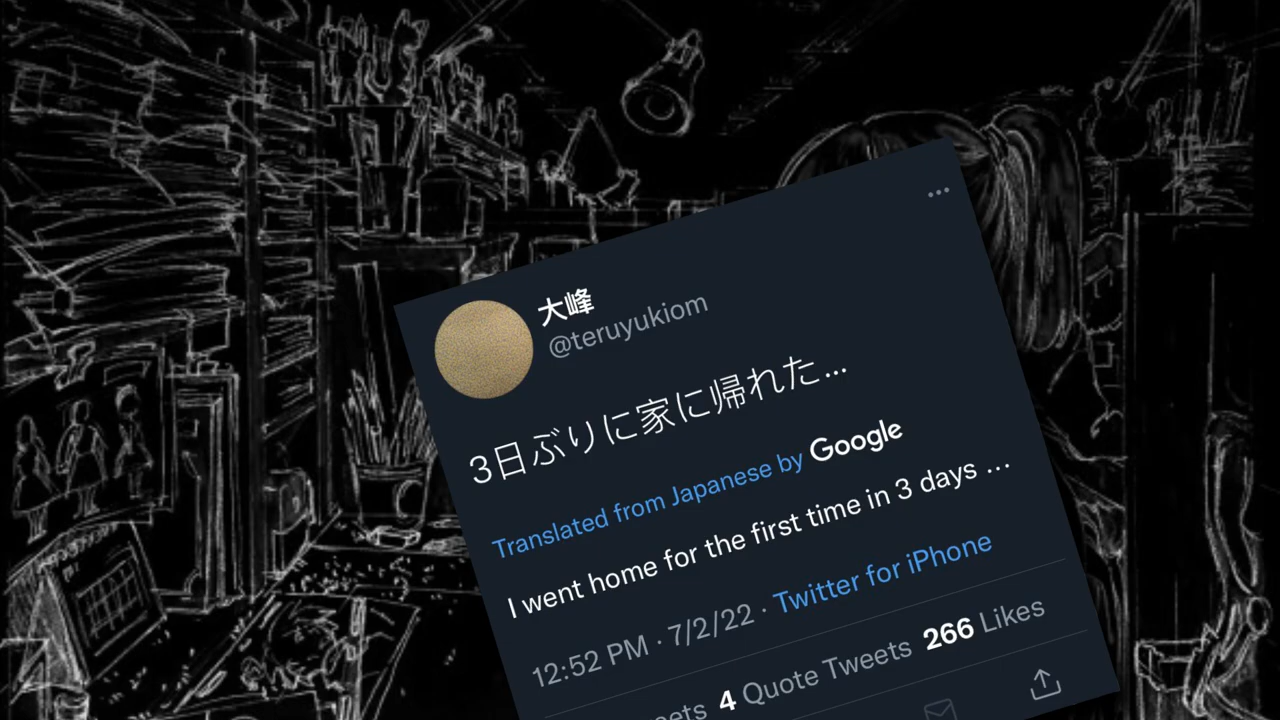 大峰
@teruyukiom
3日ぶりに家に帰れた...
Translated from Japanese by Google
I went home for the first time in 3 days ...
12:52 PM · 7/2/22 · Twitter for iPhone
4 Quote Tweets 266 Likes